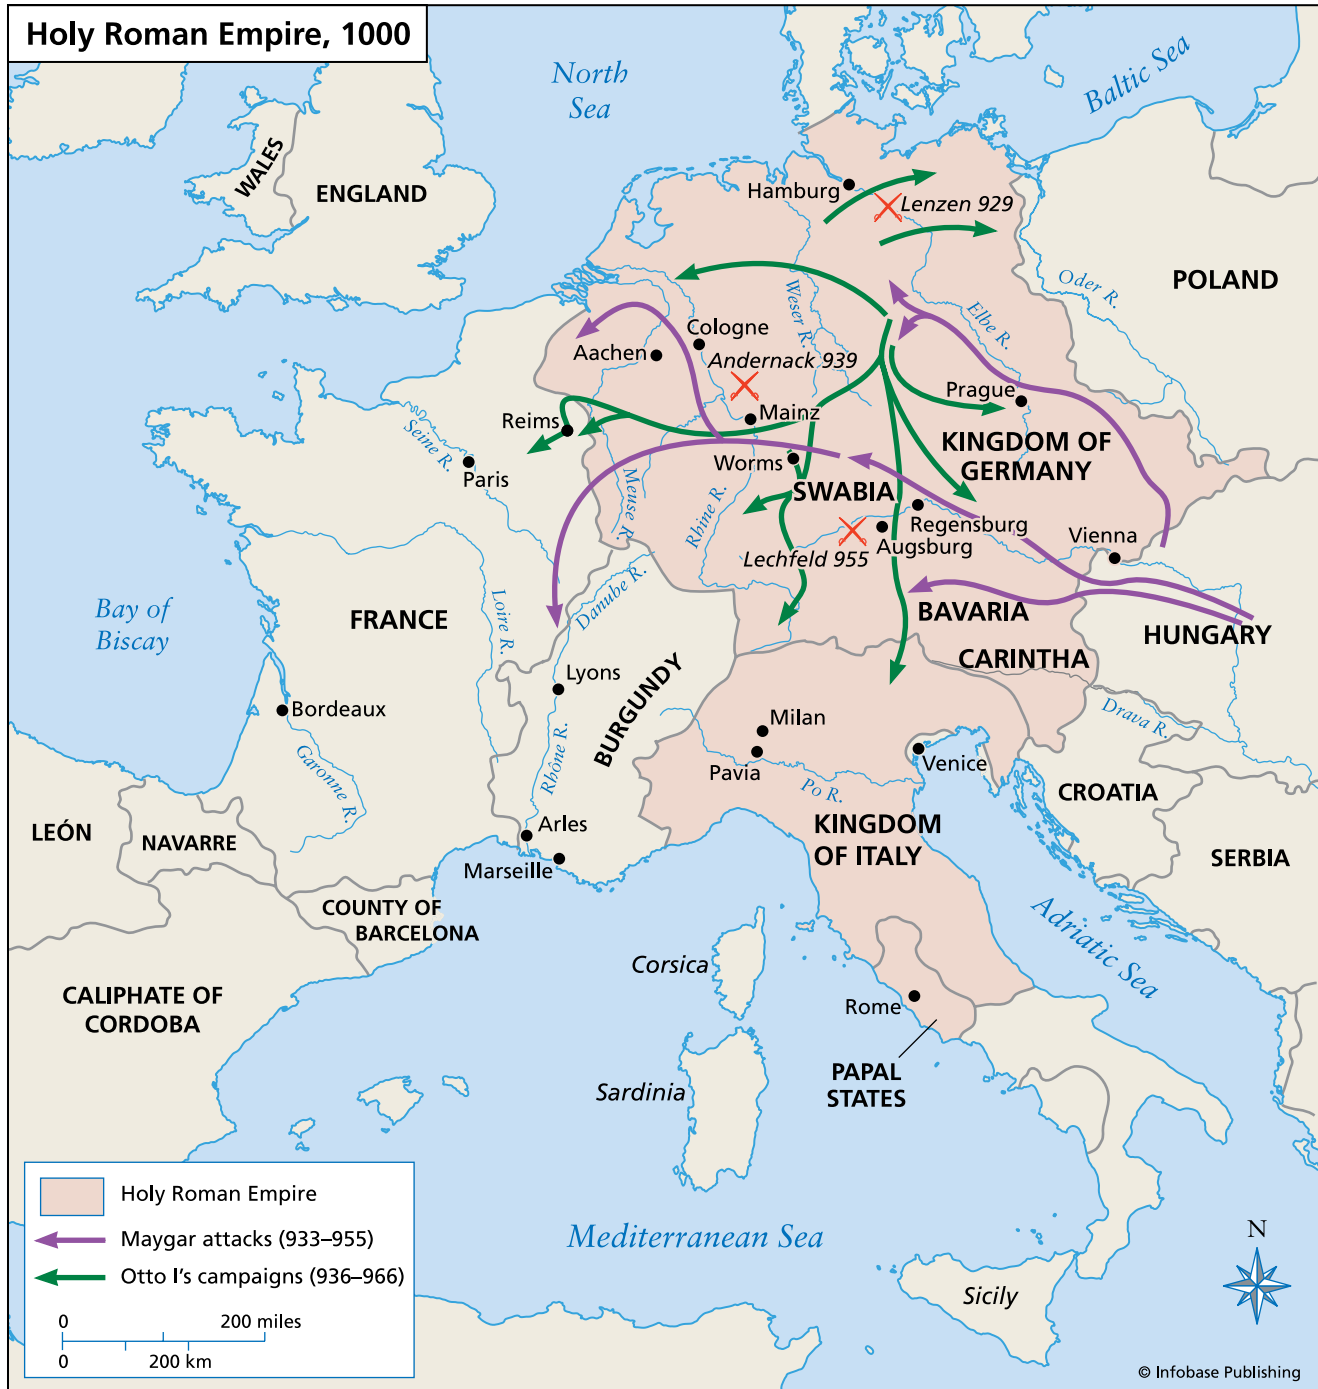 Holy Roman Empire, 1000
North
Sea
Baltic Sea
WALES
ENGLAND
Hamburg
Lenzen 929
POLAND
Oder R.
Weser R.
Elbe R.
Cologne
Aachen
Andernack 939
Prague
Mainz
Reims
Seine R.
Paris
KINGDOM OF
GERMANY
Worms
SWABIA
Meuse R.
Rhine R.
Regensburg
Augsburg
Lechfeld 955
Vienna
Danube R.
Loire R.
Bay of
Biscay
FRANCE
BAVARIA
HUNGARY
CARINTHA
Lyons
BURGUNDY
Bordeaux
Drava R.
Milan
Rhône R.
Garonne R.
Pavia
Venice
Po R.
CROATIA
LEÓN
NAVARRE
Arles
Marseille
KINGDOM
OF ITALY
SERBIA
COUNTY OF
BARCELONA
Adriatic Sea
Corsica
CALIPHATE OF
CORDOBA
Rome
PAPAL
STATES
Sardinia
Holy Roman Empire
Maygar attacks (933–955)
Otto I's campaigns (936–966)
0 200 miles
0 200 km
Mediterranean Sea
N
Sicily
© Infobase Publishing